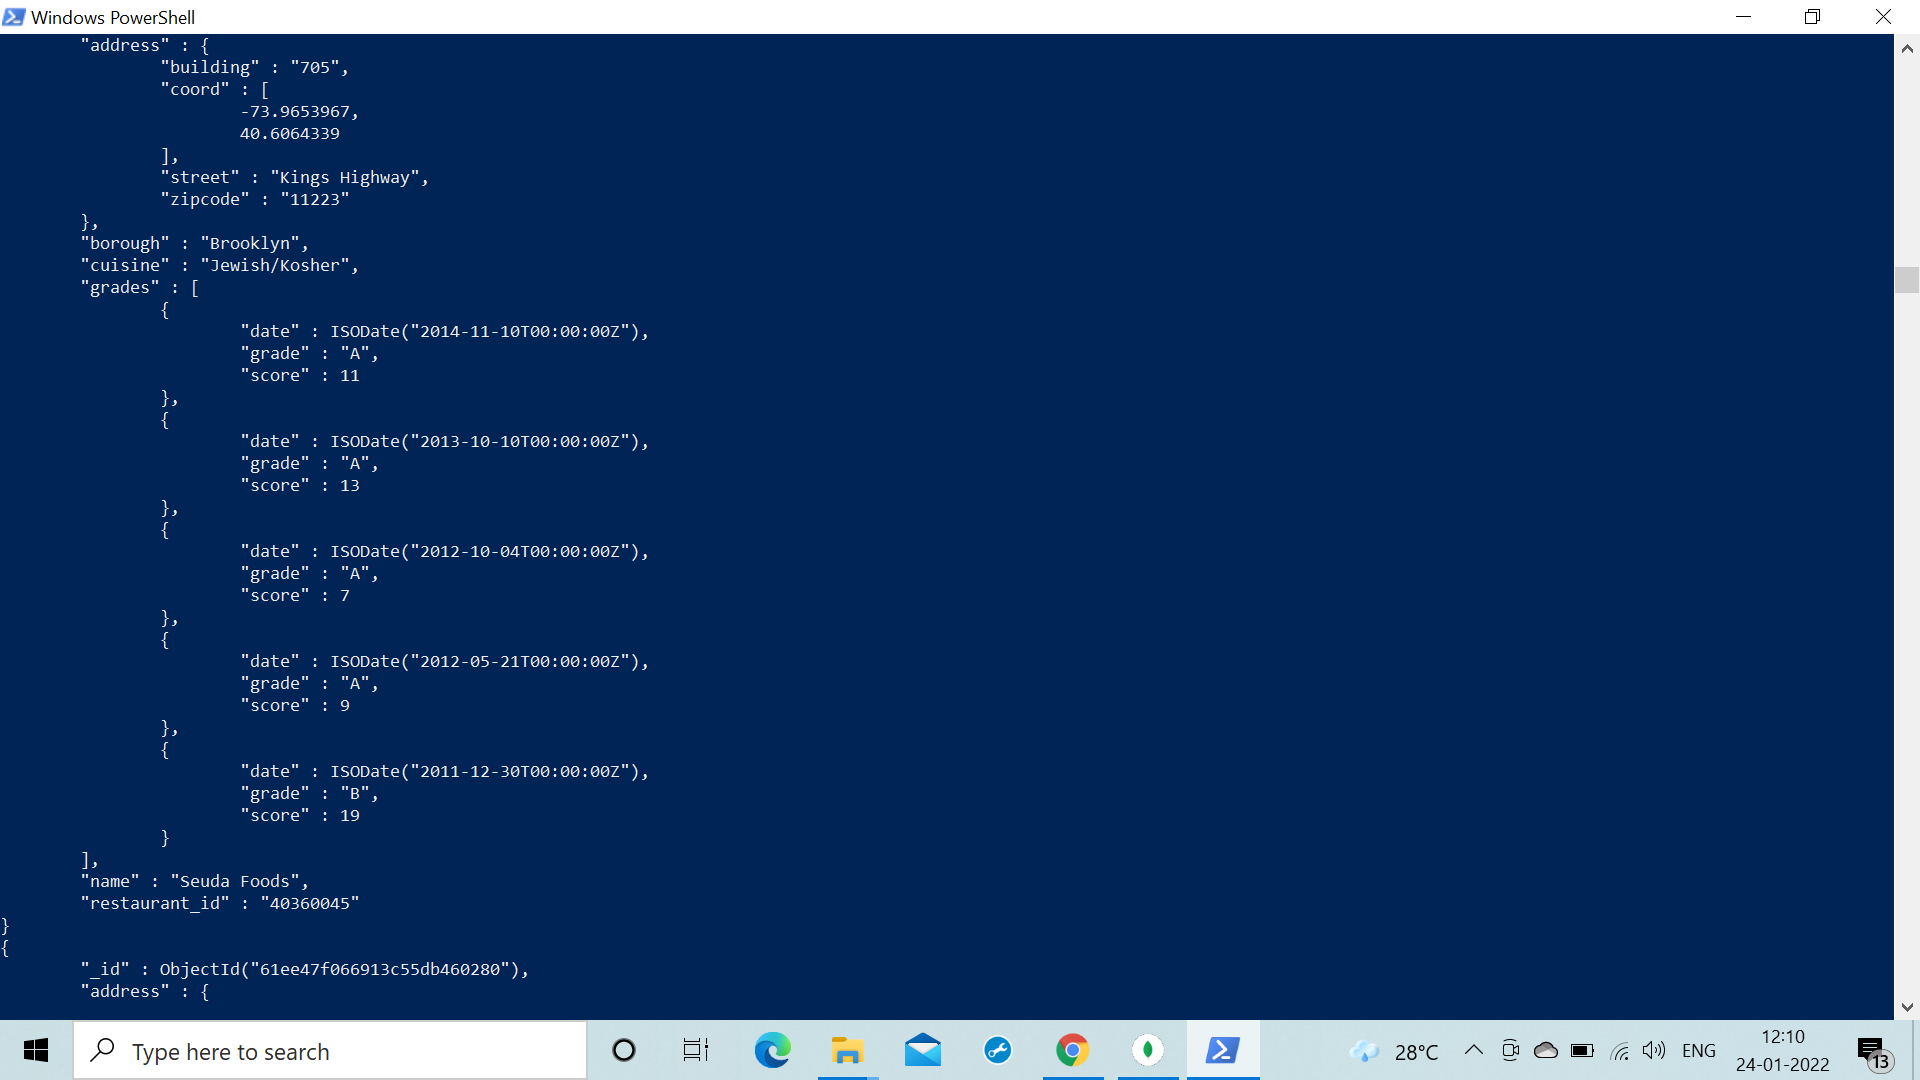 Windows PowerShell
"address" : {
"building" : "705",
"coord" : [
-73.9653967,
40.6064339
],
"street" : "Kings Highway",
"zipcode" : "11223"
},
"borough" : "Brooklyn",
"cuisine" : "Jewish/Kosher",
"grades" : [
{
"date" : ISODate("2014-11-10T00:00:00Z"),
"grade" : "A",
"score" : 11
},
{
"date" : ISODate("2013-10-10T00:00:00Z"),
"grade" : "A",
"score" : 13
},
{
"date" : ISODate("2012-10-04T00:00:00Z"),
"grade" : "A",
"score" : 7
},
{
"date" : ISODate("2012-05-21T00:00:00Z"),
"grade" : "A",
"score" : 9
},
{
"date" : ISODate("2011-12-30T00:00:00Z"),
"grade" : "B",
"score" : 19
}
],
"name" : "Seuda Foods",
"restaurant_id" : "40360045"
}
{
"_id" : ObjectId("61ee47f066913c55db460280"),
"address" : {
Type here to search
28°C
ENG
12:10
24-01-2022
13